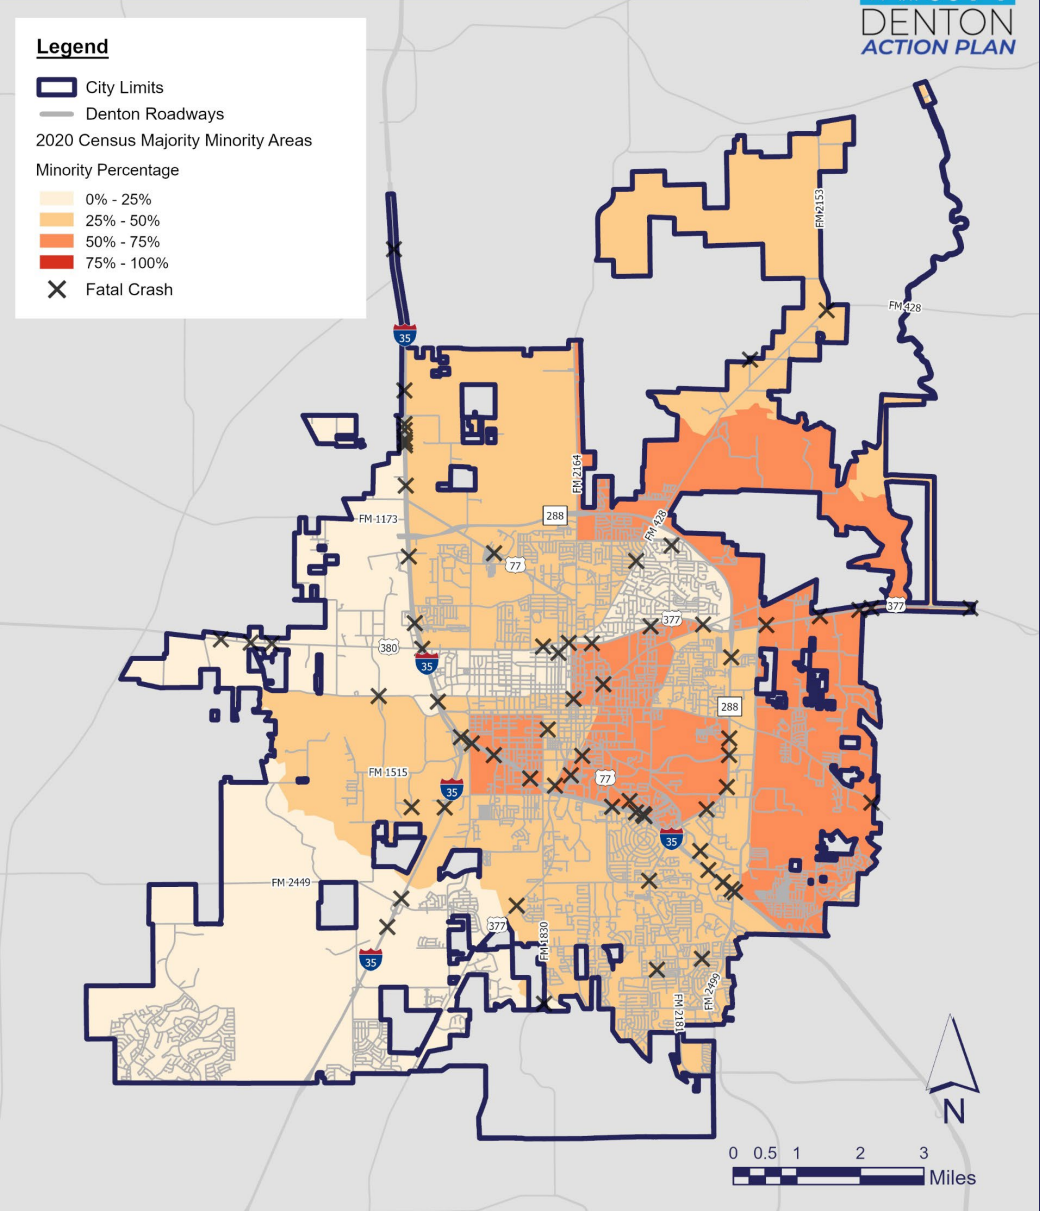 DENTON
ACTION PLAN
Legend
City Limits
Denton Roadways
2020 Census Majority Minority Areas
Minority Percentage
0% - 25%
25% - 50%
50% - 75%
75% - 100%
Fatal Crash
FM 2153
FM 428
35
FM 2164
288
FM 1173
FM 428
77
377
377
380
35
288
FM 1515
77
35
35
FM 2449
377
FM 1830
35
FM 2499
FM 2181
N
0 0.5 1 2 3
Miles